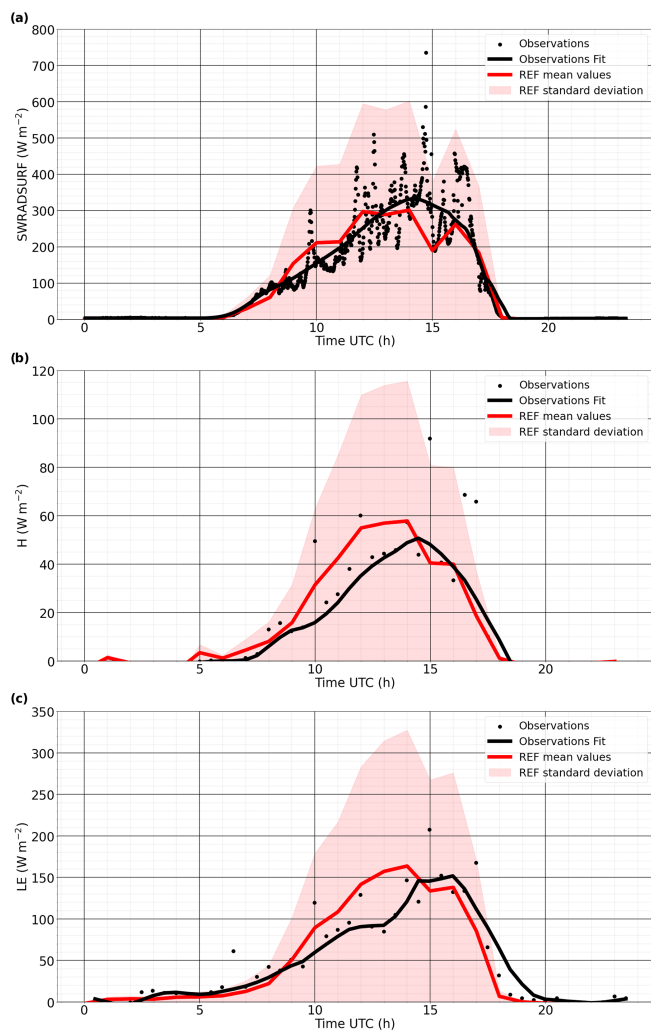 (a)
800
700
600
500
400
300
200
100
0
SWRADSURF (W m⁻²)
Observations
Observations Fit
REF mean values
REF standard deviation
0 5 10 15 20
Time UTC (h)
(b)
120
100
80
60
40
20
0
H (W m⁻²)
Observations
Observations Fit
REF mean values
REF standard deviation
0 5 10 15 20
Time UTC (h)
(c)
350
300
250
200
150
100
50
0
LE (W m⁻²)
Observations
Observations Fit
REF mean values
REF standard deviation
0 5 10 15 20
Time UTC (h)